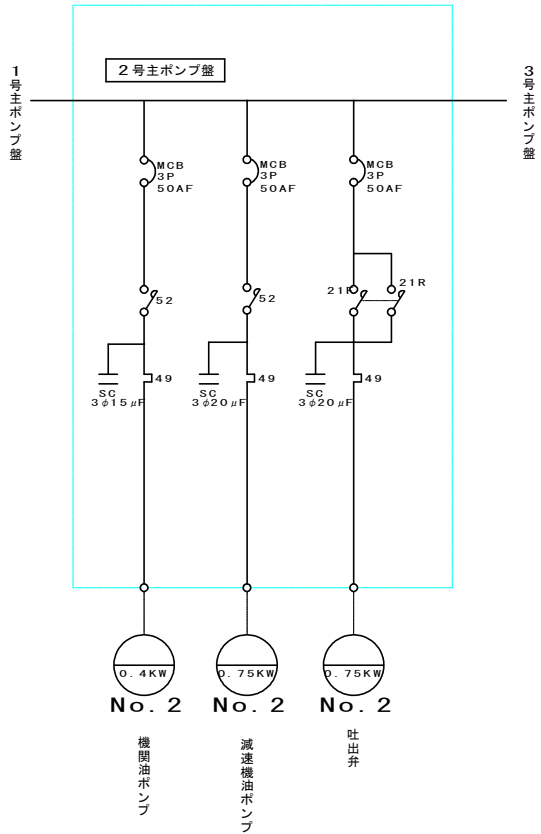 1号主ポンプ盤
2号主ポンプ盤
3号主ポンプ盤
MCB
3P
50AF
MCB
3P
50AF
MCB
3P
50AF
52
52
21F
21R
49
49
49
SC
3φ15μF
SC
3φ20μF
SC
3φ20μF
0.4KW
0.75KW
0.75KW
No.2
No.2
No.2
機関油ポンプ
減速機油ポンプ
吐出弁